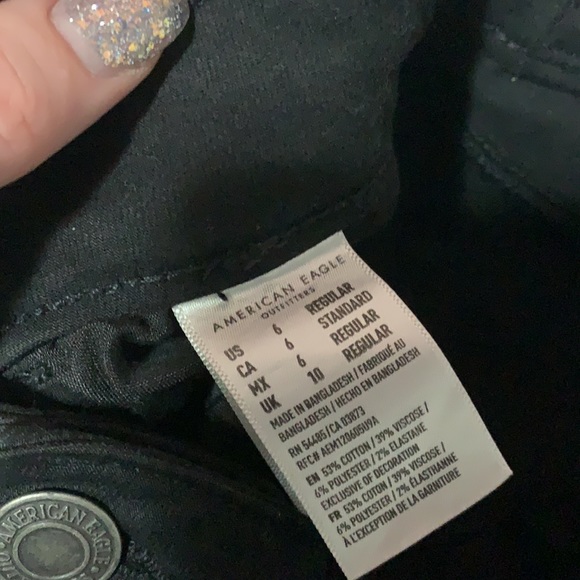 AMERICAN EAGLE
OUTFITTERS
US 6 REGULAR
CA 6 STANDARD
MX 6 REGULAR
UK 10 REGULAR
MADE IN BANGLADESH / FABRIQUÉ AU
BANGLADESH / HECHO EN BANGLADESH
RN 54485/CA 03873
RFC# AEM1206059U9A
EN 53% COTTON / 39% VISCOSE /
6% POLYESTER / 2% ELASTANE
EXCLUSIVE OF DECORATION
FR 53% COTON / 39% VISCOSE /
6% POLYESTER / 2% ÉLASTHANNE
À L'EXCEPTION DE LA GARNITURE
AMERICAN EAGLE